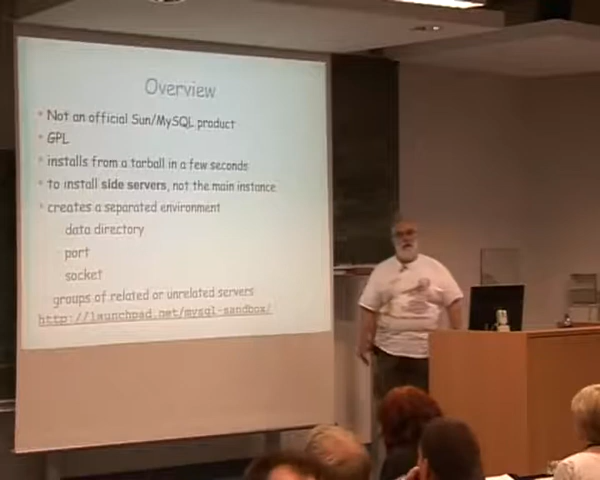 Overview
Not an official Sun/MySQL product
GPL
installs from a tarball in a few seconds
to install side servers, not the main instance
creates a separated environment
data directory
port
socket
groups of related or unrelated servers
http://launchpad.net/mysql-sandbox/